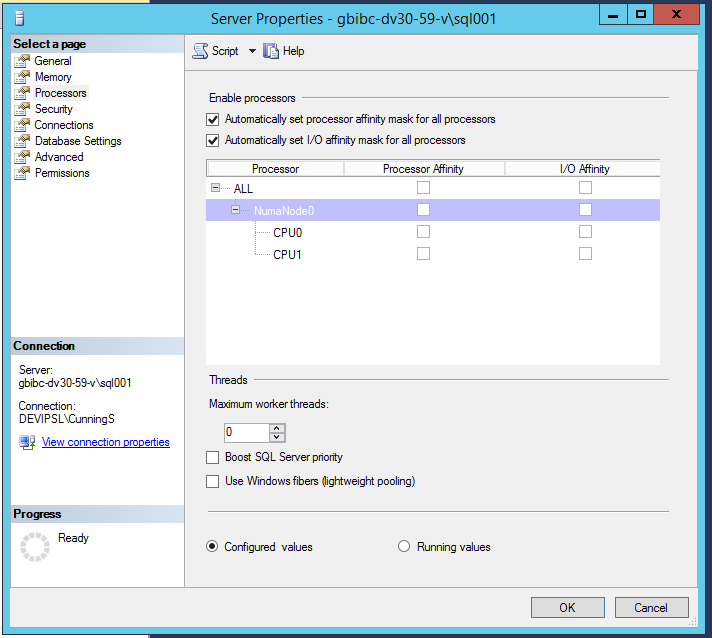 Server Properties - gbibc-dv30-59-v\sql001
Select a page
General
Memory
Processors
Security
Connections
Database Settings
Advanced
Permissions
Connection
Server:
gbibc-dv30-59-v\sql001
Connection:
DEVIPSL\CunningS
View connection properties
Progress
Ready
Script
Help
Enable processors
Automatically set processor affinity mask for all processors
Automatically set I/O affinity mask for all processors
Processor Processor Affinity I/O Affinity
ALL
NumaNode0
CPU0
CPU1
Threads
Maximum worker threads:
0
Boost SQL Server priority
Use Windows fibers (lightweight pooling)
Configured values Running values
OK Cancel